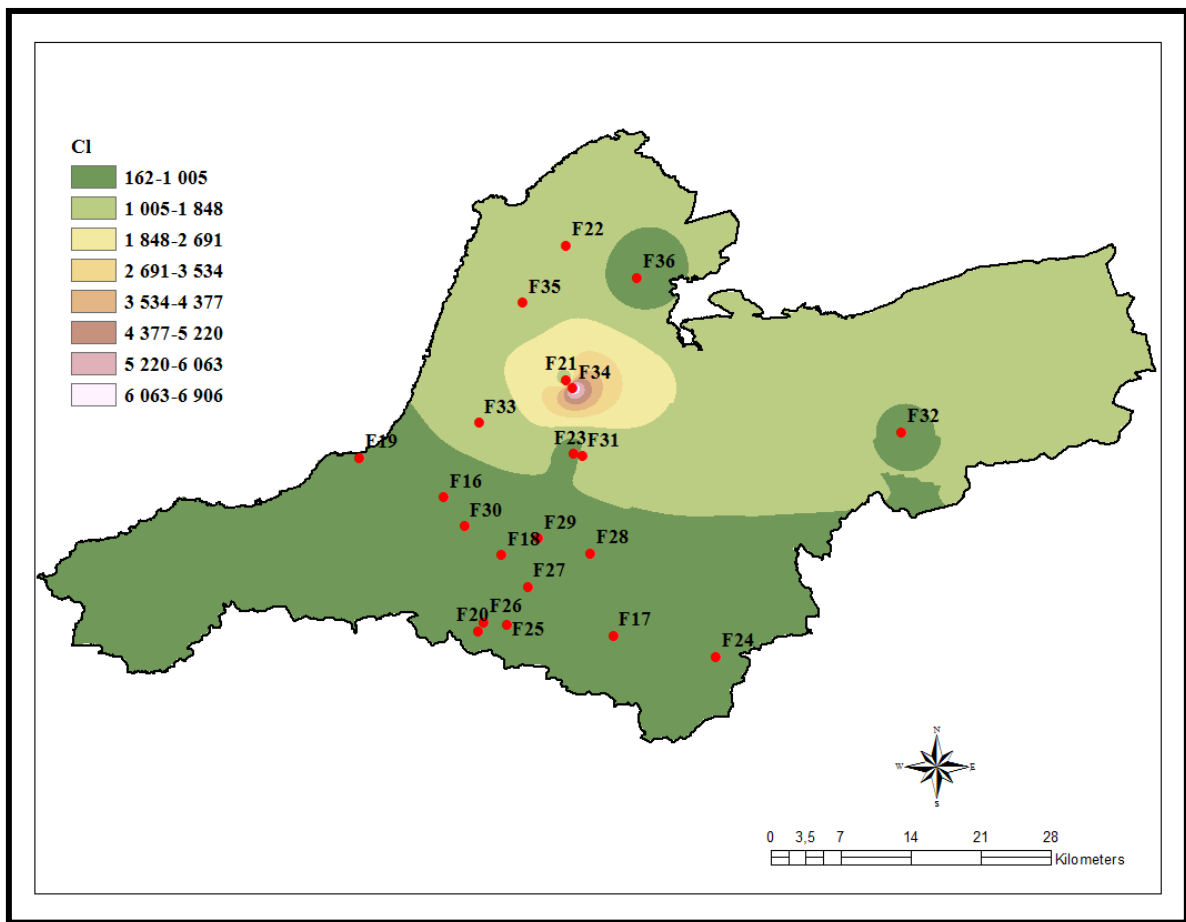 Cl
162-1 005
1 005-1 848
1 848-2 691
2 691-3 534
3 534-4 377
4 377-5 220
5 220-6 063
6 063-6 906
F22
F36
F35
F21
F34
F33
F32
F19
F23
F31
F16
F30
F29
F18
F28
F27
F26
F20
F25
F17
F24
N
W
E
S
0 3,5 7 14 21 28
Kilometers